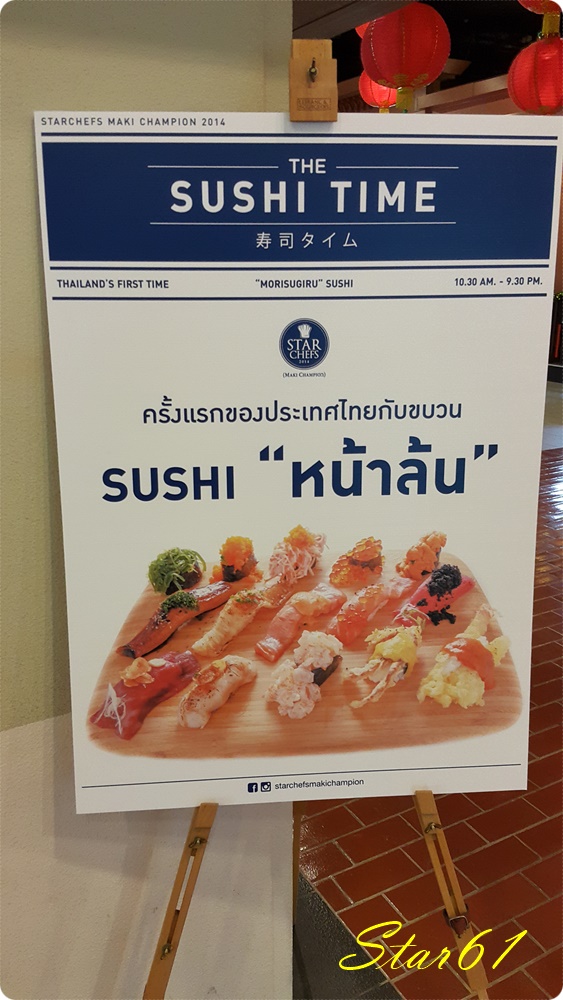 STARCHEFS MAKI CHAMPION 2014
THE
SUSHI TIME
寿司タイム
THAILAND'S FIRST TIME "MORISUGIRU" SUSHI 10.30 AM. - 9.30 PM.
STAR
CHEFS
2014
(MAKI CHAMPION)
ครั้งแรกของประเทศไทยกับขบวน
SUSHI "หน้าล้น"
starchefsmakichampion
Star61